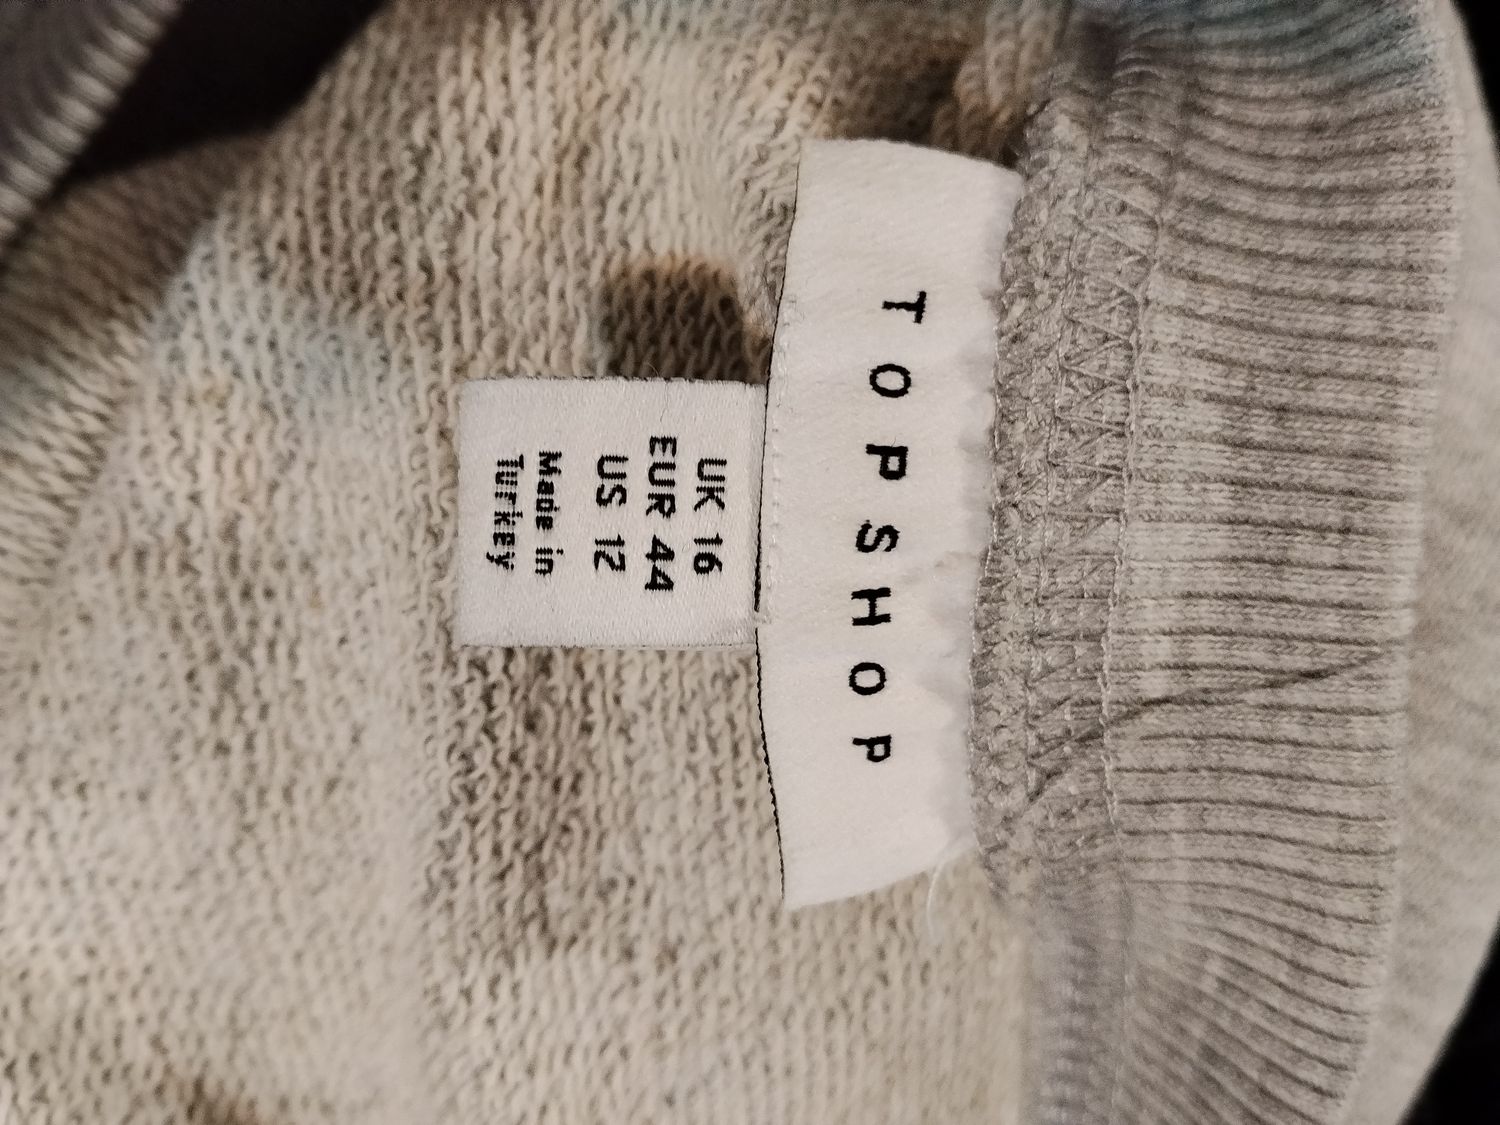 TOPSHOP
UK 16
EUR 44
US 12
Made in
Turkey